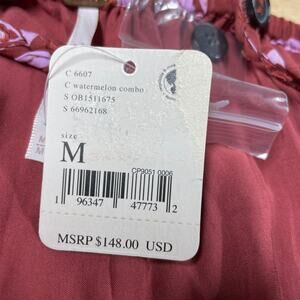 C 6607
C watermelon combo
S OB1511675
S 66962168
size
M
CP9051 0006
1 96347 47773 2
MSRP $148.00 USD